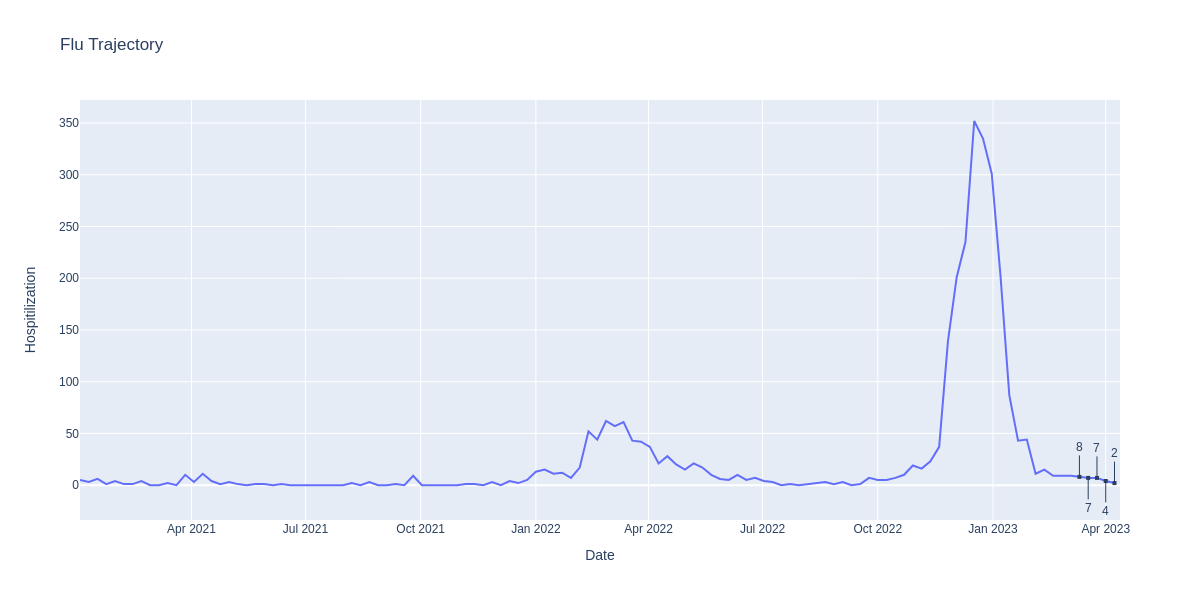 Flu Trajectory
Hospitilization
350
300
250
200
150
100
50
0
8
7
7
4
2
Apr 2021
Jul 2021
Oct 2021
Jan 2022
Apr 2022
Jul 2022
Oct 2022
Jan 2023
Apr 2023
Date